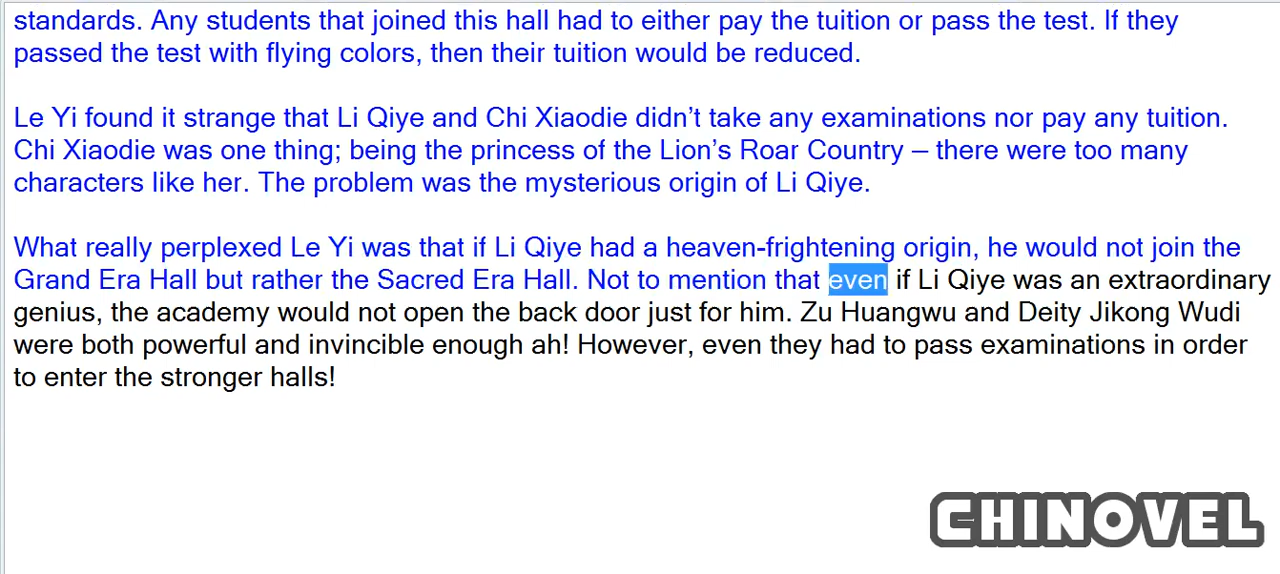 standards. Any students that joined this hall had to either pay the tuition or pass the test. If they
passed the test with flying colors, then their tuition would be reduced.
Le Yi found it strange that Li Qiye and Chi Xiaodie didn’t take any examinations nor pay any tuition.
Chi Xiaodie was one thing; being the princess of the Lion’s Roar Country – there were too many
characters like her. The problem was the mysterious origin of Li Qiye.
What really perplexed Le Yi was that if Li Qiye had a heaven-frightening origin, he would not join the
Grand Era Hall but rather the Sacred Era Hall. Not to mention that even if Li Qiye was an extraordinary
genius, the academy would not open the back door just for him. Zu Huangwu and Deity Jikong Wudi
were both powerful and invincible enough ah! However, even they had to pass examinations in order
to enter the stronger halls!
CHINOVEL